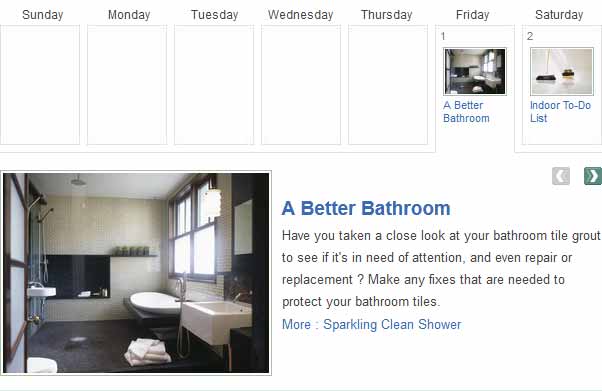 Sunday Monday Tuesday Wednesday Thursday Friday Saturday
1 2
A Better Bathroom
Indoor To-Do List
A Better Bathroom
Have you taken a close look at your bathroom tile grout
to see if it's in need of attention, and even repair or
replacement ? Make any fixes that are needed to
protect your bathroom tiles.
More : Sparkling Clean Shower